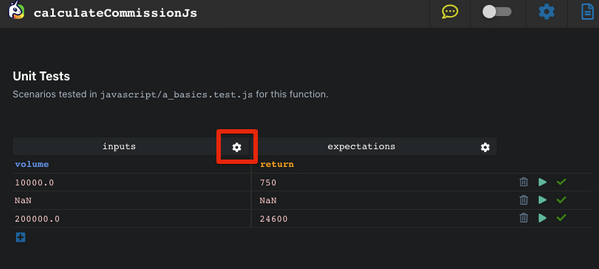 calculateCommissionJs
Unit Tests
Scenarios tested in javascript/a_basics.test.js for this function.
inputs expectations
volume return
10000.0 750
NaN NaN
200000.0 24600